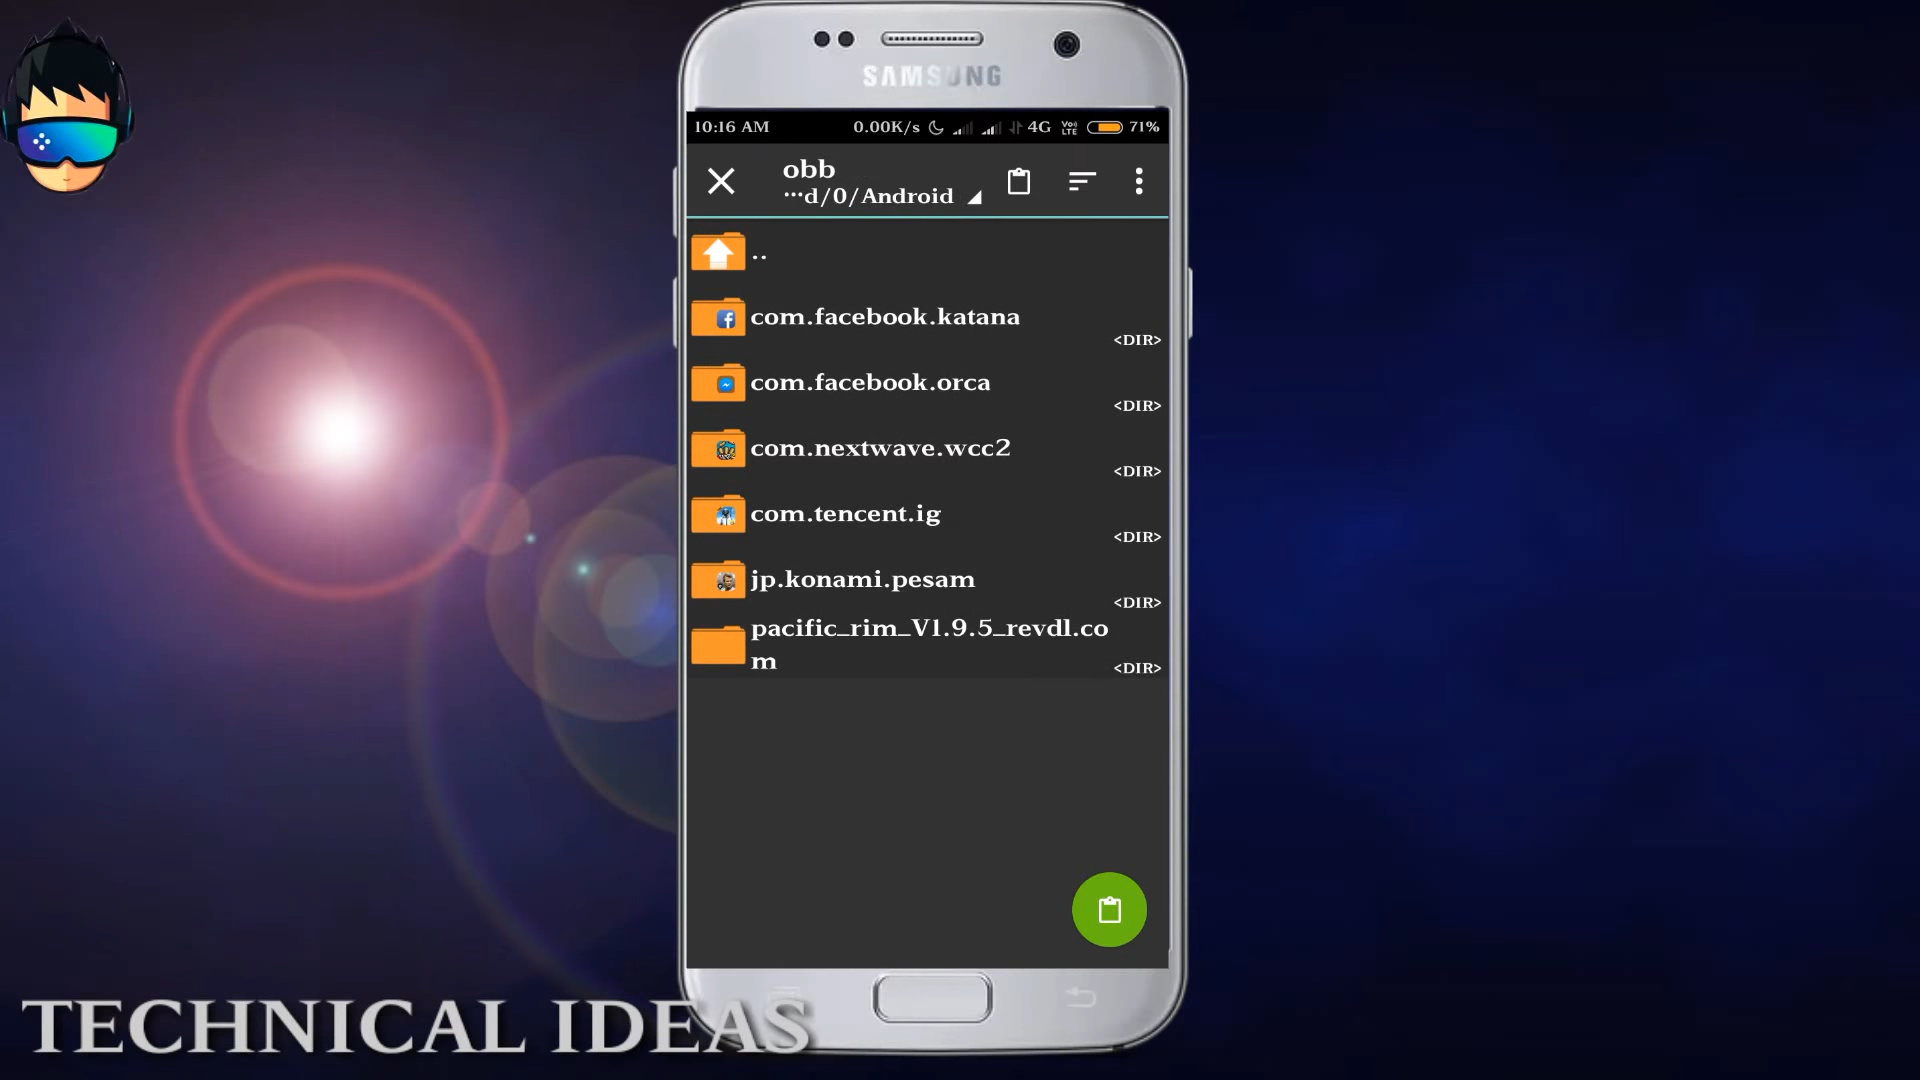 SAMSUNG
10:16 AM 0.00K/s 4G Vo) LTE 71%
obb
···d/0/Android
..
com.facebook.katana
<DIR>
com.facebook.orca
<DIR>
com.nextwave.wcc2
<DIR>
com.tencent.ig
<DIR>
jp.konami.pesam
<DIR>
pacific_rim_V1.9.5_revdl.co
m
<DIR>
TECHNICAL IDEAS